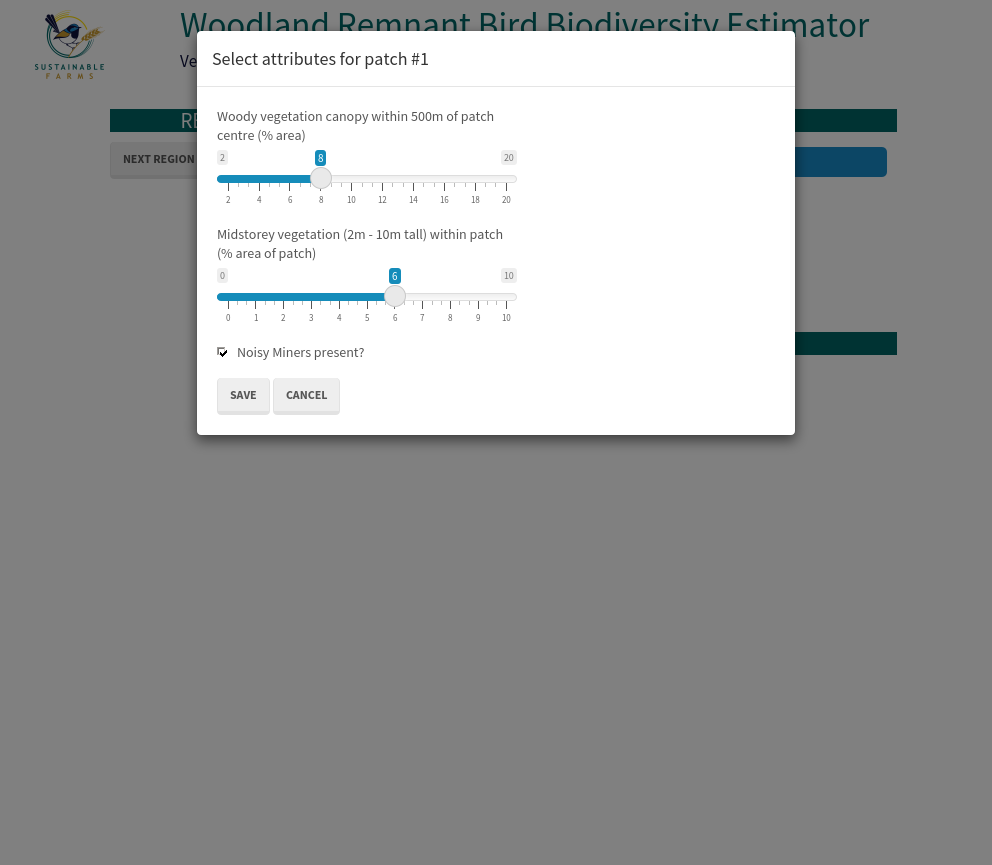 Woodland Remnant Bird Biodiversity Estimator
SUSTAINABLE
FARMS
Ve
Select attributes for patch #1
RE
NEXT REGION
Woody vegetation canopy within 500m of patch
centre (% area)
2 8 20
2 4 6 8 10 12 14 16 18 20
Midstorey vegetation (2m - 10m tall) within patch
(% area of patch)
0 6 10
0 1 2 3 4 5 6 7 8 9 10
Noisy Miners present?
SAVE CANCEL